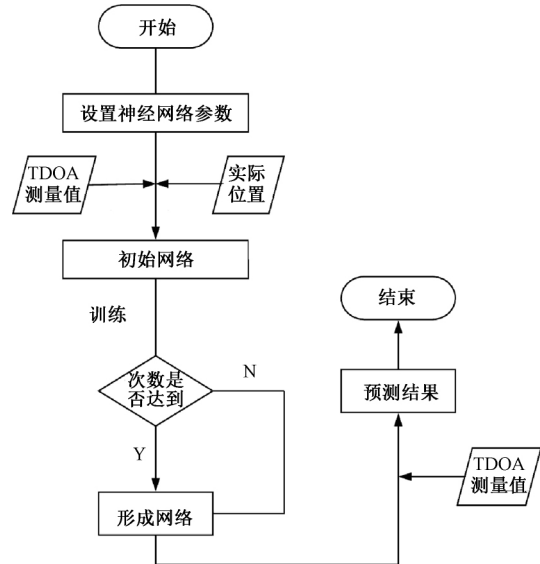 开始
设置神经网络参数
TDOA
测量值
实际
位置
初始网络
训练
次数是
否达到
N
Y
形成网络
结束
预测结果
TDOA
测量值